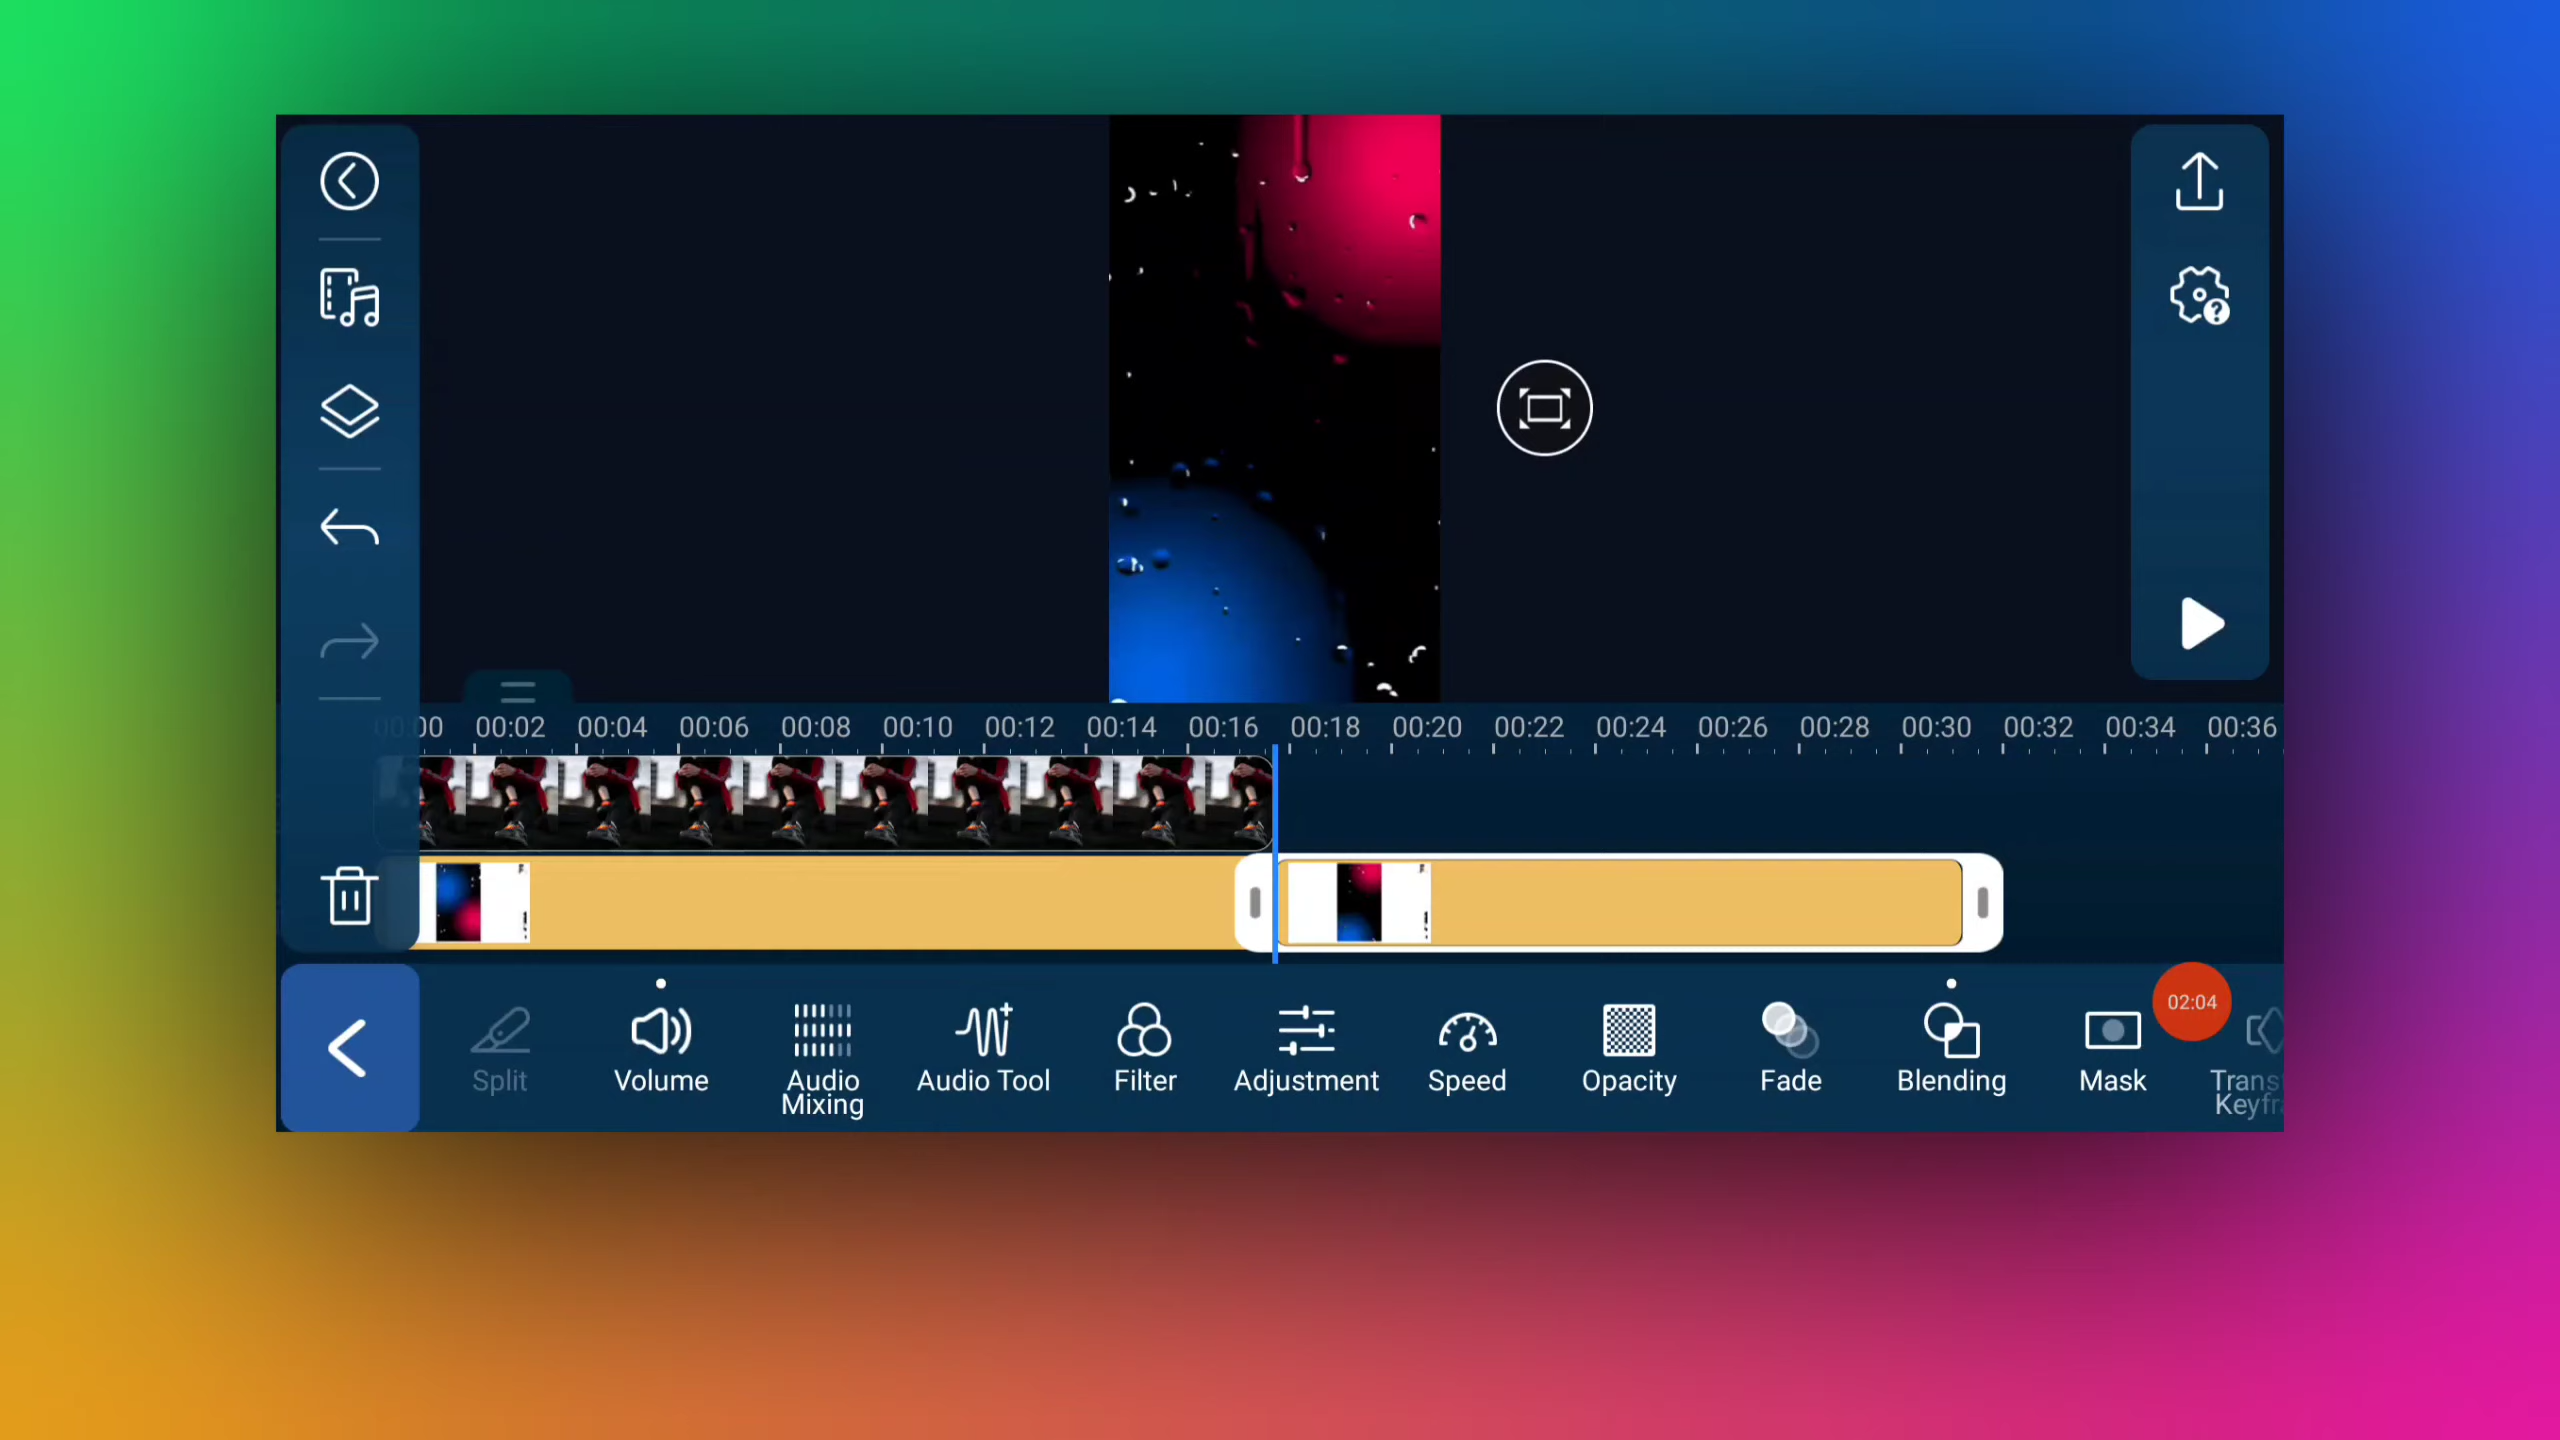 00:00 00:02 00:04 00:06 00:08 00:10 00:12 00:14 00:16 00:18 00:20 00:22 00:24 00:26 00:28 00:30 00:32 00:34 00:36
02:04
Split Volume Audio Mixing Audio Tool Filter Adjustment Speed Opacity Fade Blending Mask